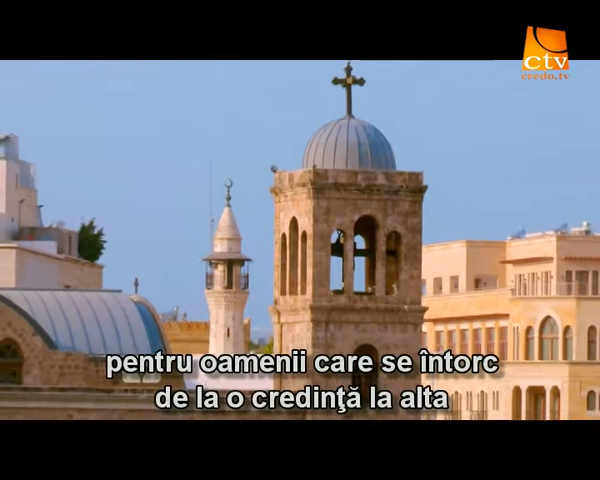 ctv
credo.tv
pentru oamenii care se întorc
de la o credinţă la alta